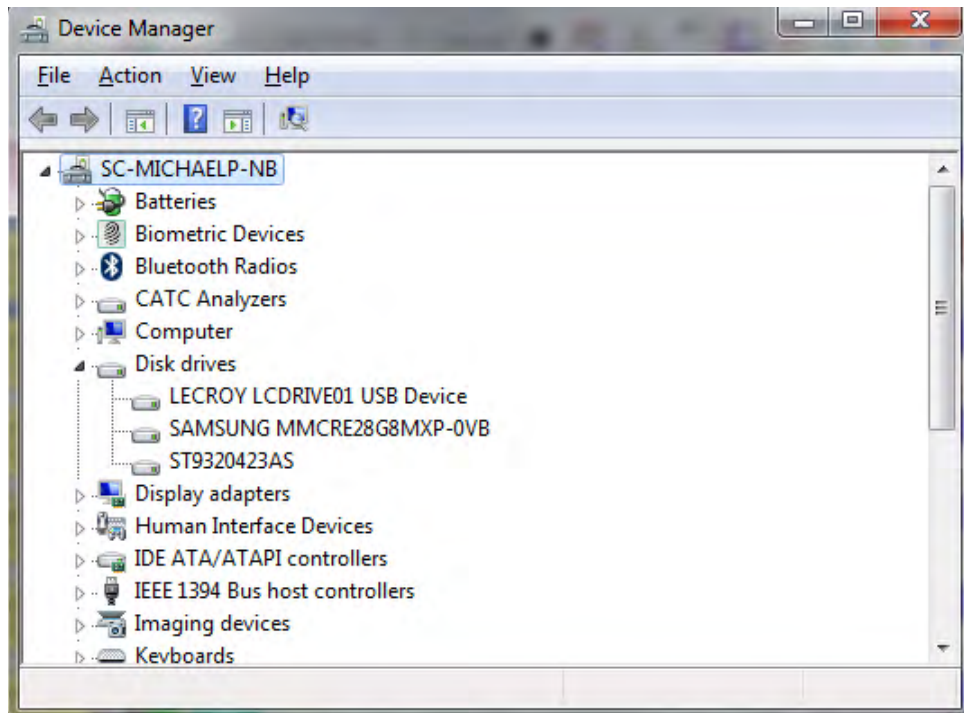 Device Manager
File Action View Help
SC-MICHAELP-NB
Batteries
Biometric Devices
Bluetooth Radios
CATC Analyzers
Computer
Disk drives
LECROY LCDRIVE01 USB Device
SAMSUNG MMCRE28G8MXP-0VB
ST9320423AS
Display adapters
Human Interface Devices
IDE ATA/ATAPI controllers
IEEE 1394 Bus host controllers
Imaging devices
Keyboards